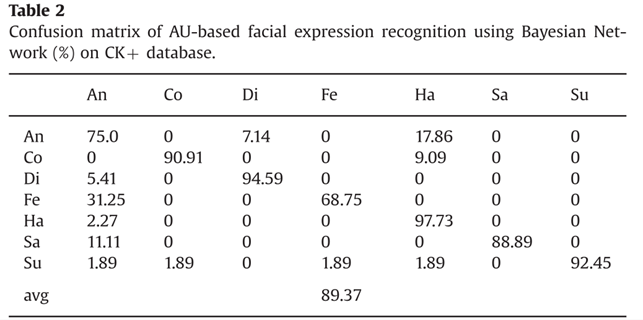 Table 2
Confusion matrix of AU-based facial expression recognition using Bayesian Net-
work (%) on CK+ database.
An Co Di Fe Ha Sa Su
An 75.0 0 7.14 0 17.86 0 0
Co 0 90.91 0 0 9.09 0 0
Di 5.41 0 94.59 0 0 0 0
Fe 31.25 0 0 68.75 0 0 0
Ha 2.27 0 0 0 97.73 0 0
Sa 11.11 0 0 0 0 88.89 0
Su 1.89 1.89 0 1.89 1.89 0 92.45
avg 89.37